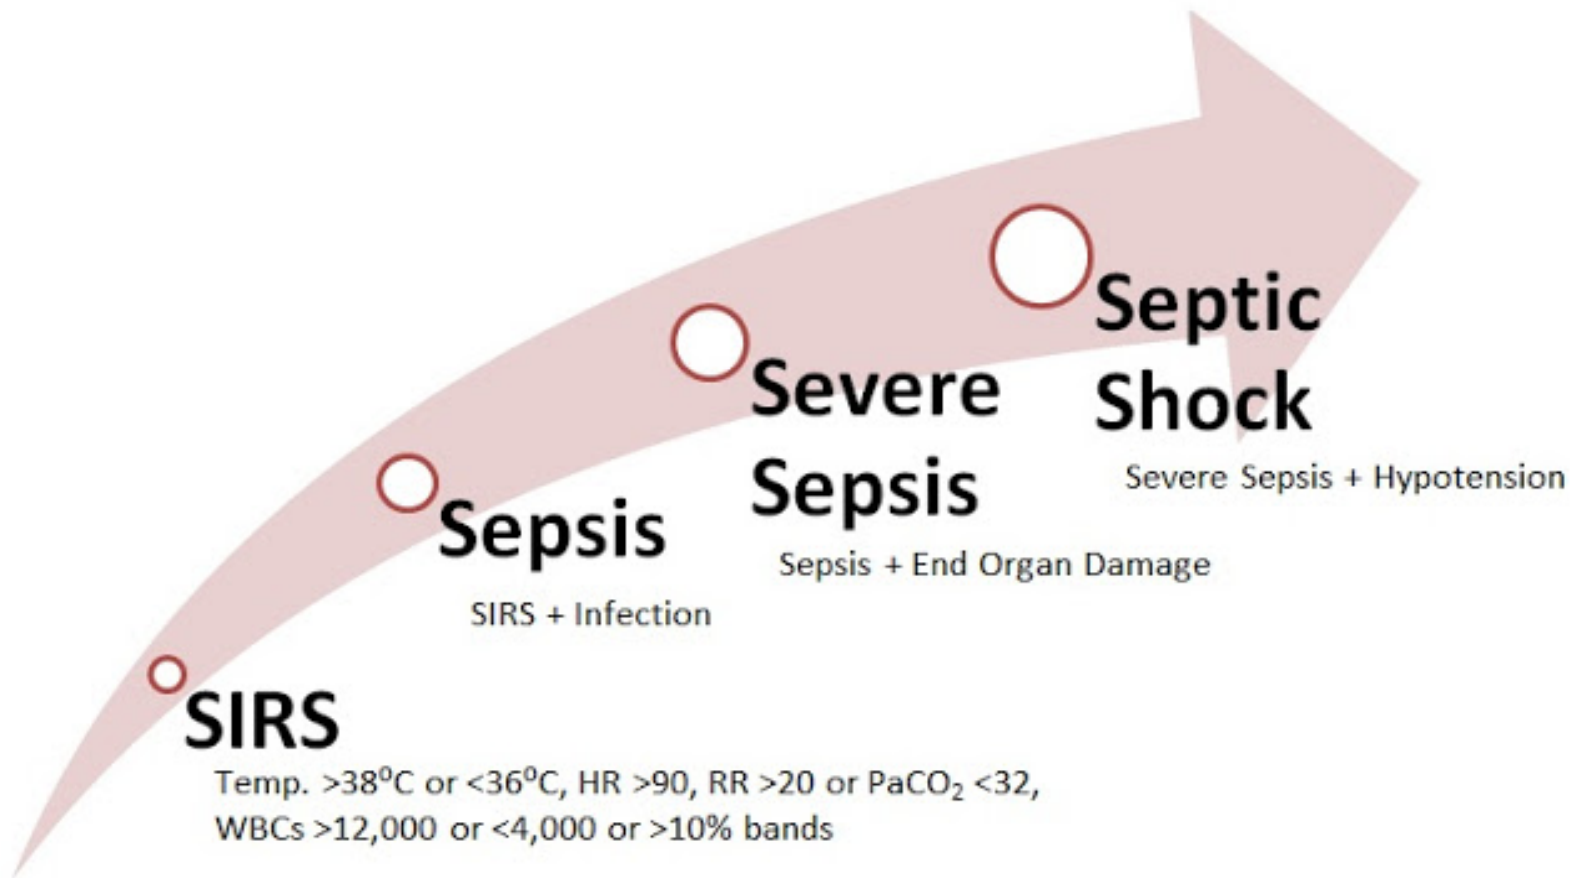 SIRS
Temp. >38⁰C or <36⁰C, HR >90, RR >20 or PaCO₂ <32,
WBCs >12,000 or <4,000 or >10% bands
Sepsis
SIRS + Infection
Severe
Sepsis
Sepsis + End Organ Damage
Septic
Shock
Severe Sepsis + Hypotension